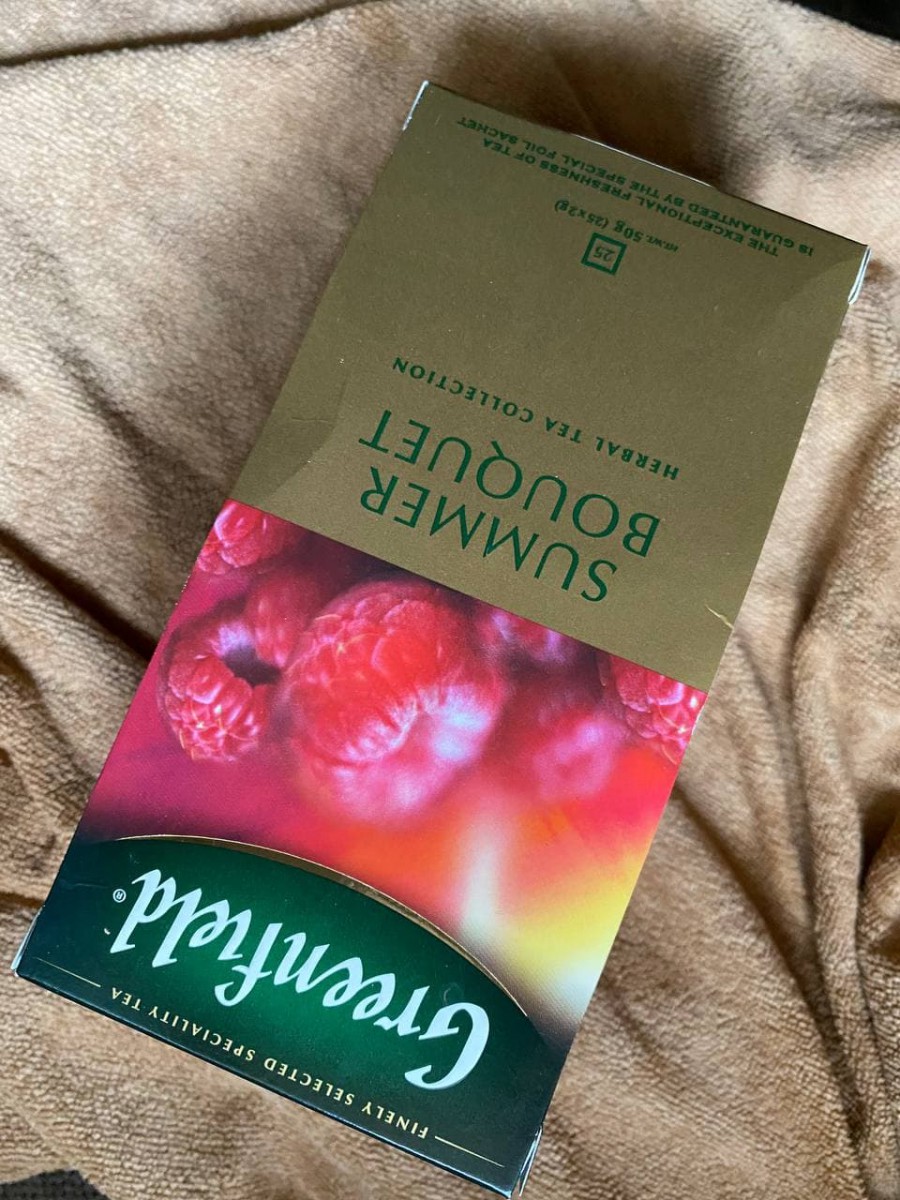 FINELY SELECTED SPECIALITY TEA
Greenfield®
SUMMER
BOUQUET
HERBAL TEA COLLECTION
25
NT.WT. 50g (25x2g)
THE EXCEPTIONAL FRESHNESS OF TEA
IS GUARANTEED BY THE SPECIAL FOIL SACHET